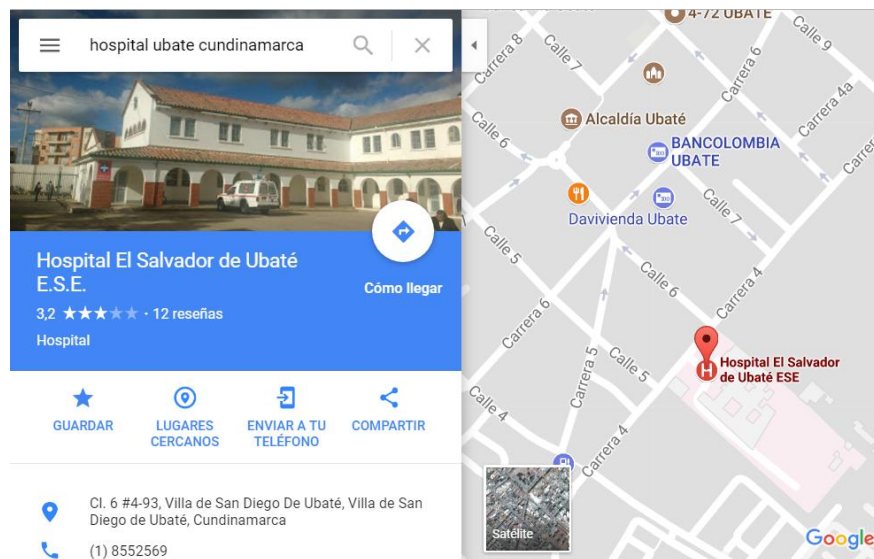 hospital ubate cundinamarca
Hospital El Salvador de Ubaté
E.S.E.
3,2 · 12 reseñas
Cómo llegar
Hospital
GUARDAR
LUGARES
CERCANOS
ENVIAR A TU
TELÉFONO
COMPARTIR
Cl. 6 #4-93, Villa de San Diego De Ubaté, Villa de San
Diego de Ubaté, Cundinamarca
(1) 8552569
4-72 UBATE
Carrera 8
Calle 7
Carrera 6
Calle 9
Carrera 4a
Calle 6
Alcaldía Ubaté
BANCOLOMBIA
UBATE
Carrera
Davivienda Ubate
Calle 7
Calle 5
Calle 6
Carrera 4
Carrera 6
Carrera 5
Calle 5
Hospital El Salvador
de Ubaté ESE
Calle 4
Carrera 4
Satélite
Google